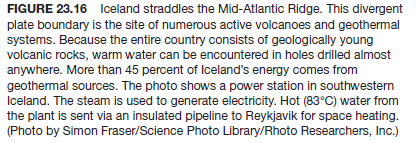 FIGURE 23.16 Iceland straddles the Mid-Atlantic Ridge. This divergent
plate boundary is the site of numerous active volcanoes and geothermal
systems. Because the entire country consists of geologically young
volcanic rocks, warm water can be encountered in holes drilled almost
anywhere. More than 45 percent of Iceland's energy comes from
geothermal sources. The photo shows a power station in southwestern
Iceland. The steam is used to generate electricity. Hot (83°C) water from
the plant is sent via an insulated pipeline to Reykjavik for space heating.
(Photo by Simon Fraser/Science Photo Library/Rhoto Researchers, Inc.)